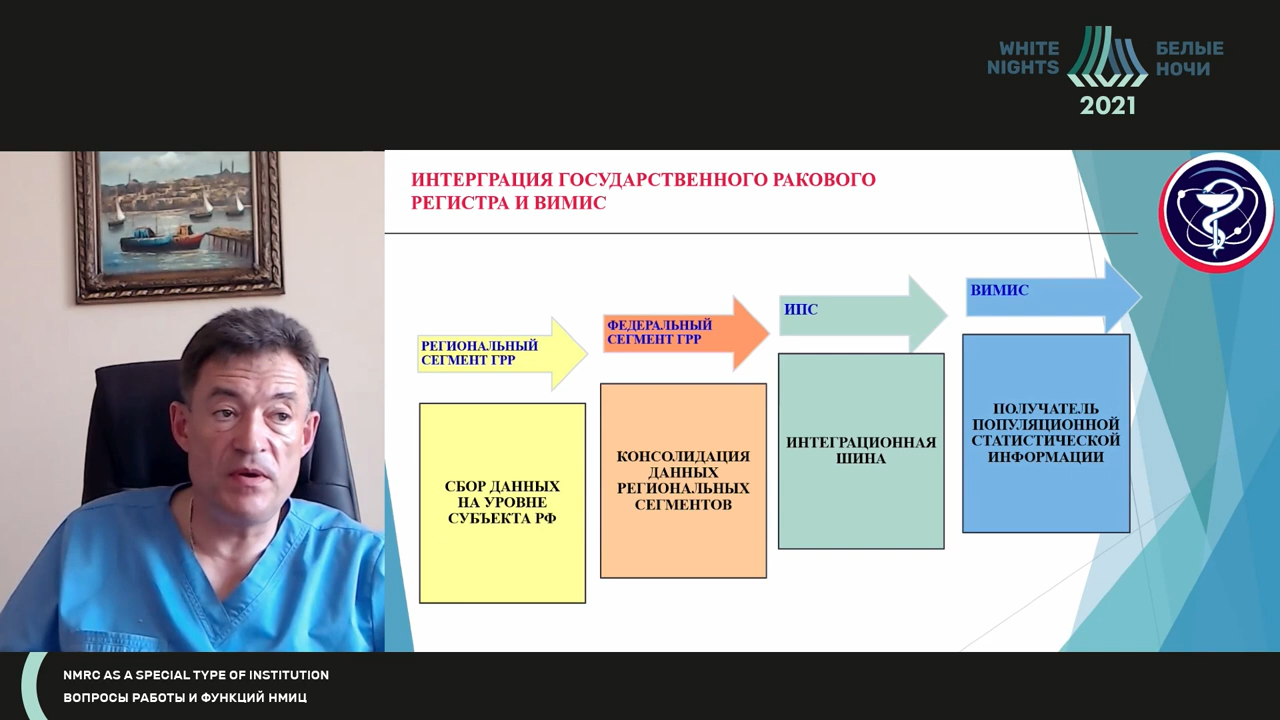 WHITE
NIGHTS
БЕЛЫЕ
НОЧИ
2021
ИНТЕРГРАЦИЯ ГОСУДАРСТВЕННОГО РАКОВОГО
РЕГИСТРА И ВИМИС
РЕГИОНАЛЬНЫЙ
СЕГМЕНТ ГРР
СБОР ДАННЫХ
НА УРОВНЕ
СУБЪЕКТА РФ
ФЕДЕРАЛЬНЫЙ
СЕГМЕНТ ГРР
КОНСОЛИДАЦИЯ
ДАННЫХ
РЕГИОНАЛЬНЫХ
СЕГМЕНТОВ
ИПС
ИНТЕГРАЦИОННАЯ
ШИНА
ВИМИС
ПОЛУЧАТЕЛЬ
ПОПУЛЯЦИОННОЙ
СТАТИСТИЧЕСКОЙ
ИНФОРМАЦИИ
NMRC AS A SPECIAL TYPE OF INSTITUTION
ВОПРОСЫ РАБОТЫ И ФУНКЦИЙ НМИЦ